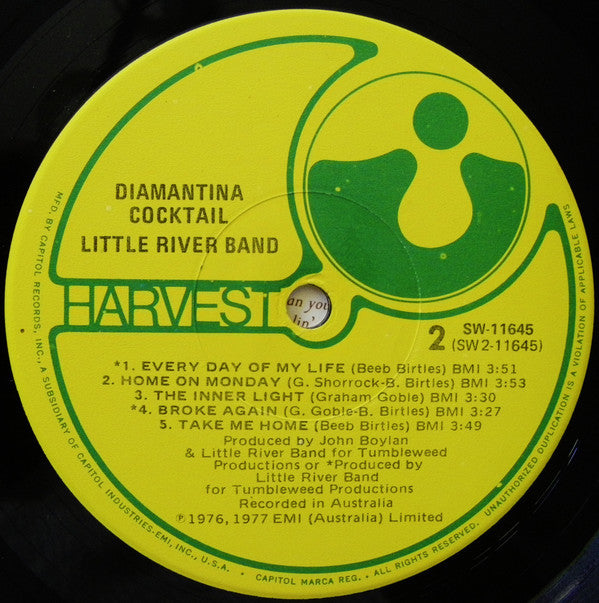 DIAMANTINA
COCKTAIL
LITTLE RIVER BAND
HARVEST
an you
lin'
2
SW-11645
(SW2-11645)
*1. EVERY DAY OF MY LIFE (Beeb Birtles) BMI 3:51
2. HOME ON MONDAY (G. Shorrock-B. Birtles) BMI 3:53
3. THE INNER LIGHT (Graham Goble) BMI 3:30
*4. BROKE AGAIN (G. Goble-B. Birtles) BMI 3:27
5. TAKE ME HOME (Beeb Birtles) BMI 3:49
Produced by John Boylan
& Little River Band for Tumbleweed
Productions or *Produced by
Little River Band
for Tumbleweed Productions
Recorded in Australia
℗ 1976, 1977 EMI (Australia) Limited
MFD. BY CAPITOL RECORDS, INC., A SUBSIDIARY OF CAPITOL INDUSTRIES-EMI, INC., U.S.A. • CAPITOL MARCA REG. • ALL RIGHTS RESERVED. UNAUTHORIZED DUPLICATION IS A VIOLATION OF APPLICABLE LAWS